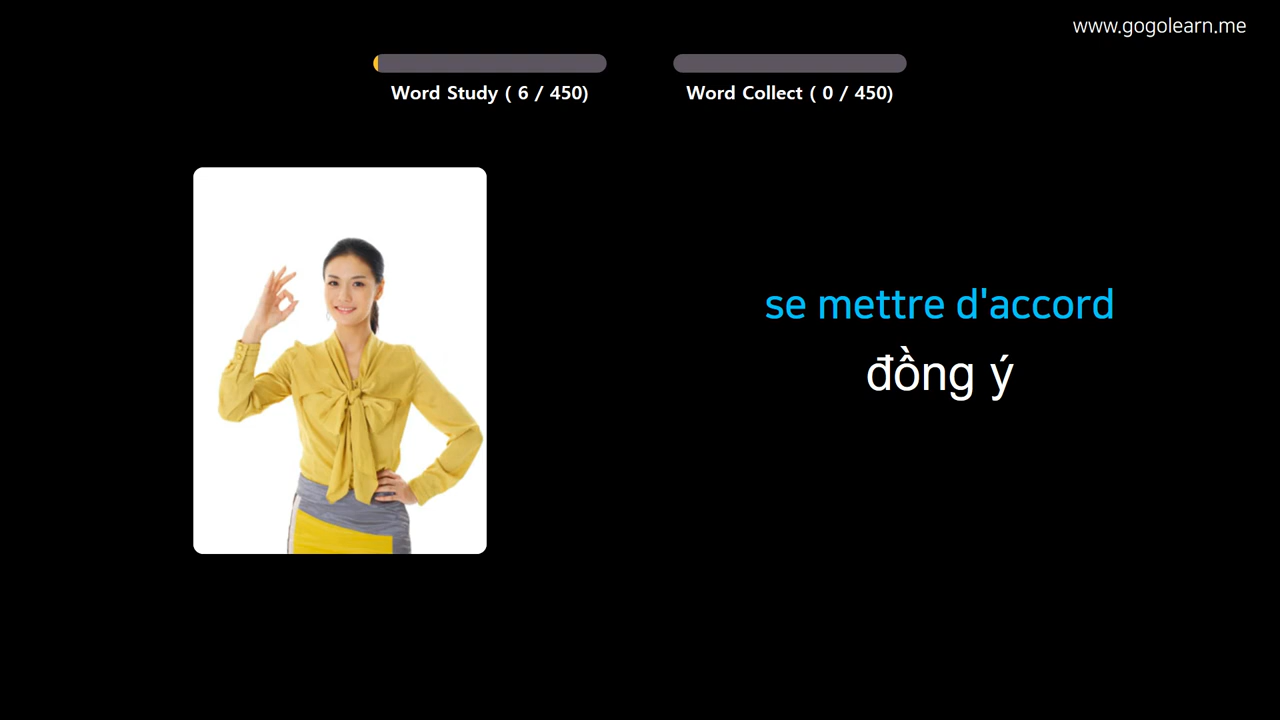 www.gogolearn.me
Word Study ( 6 / 450)
Word Collect ( 0 / 450)
se mettre d'accord
đồng ý